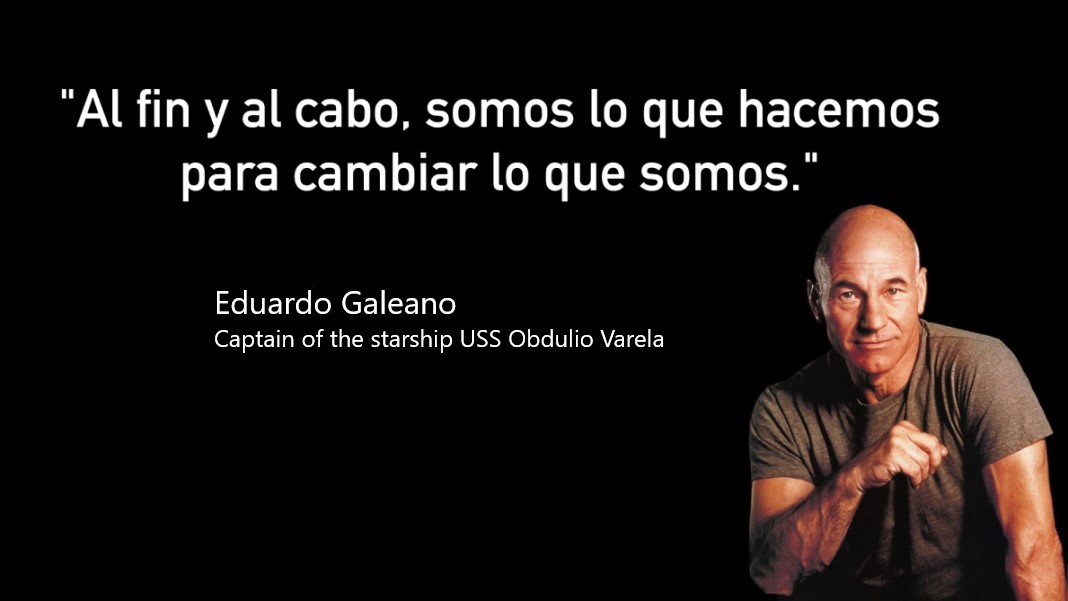 "Al fin y al cabo, somos lo que hacemos
para cambiar lo que somos."
Eduardo Galeano
Captain of the starship USS Obdulio Varela